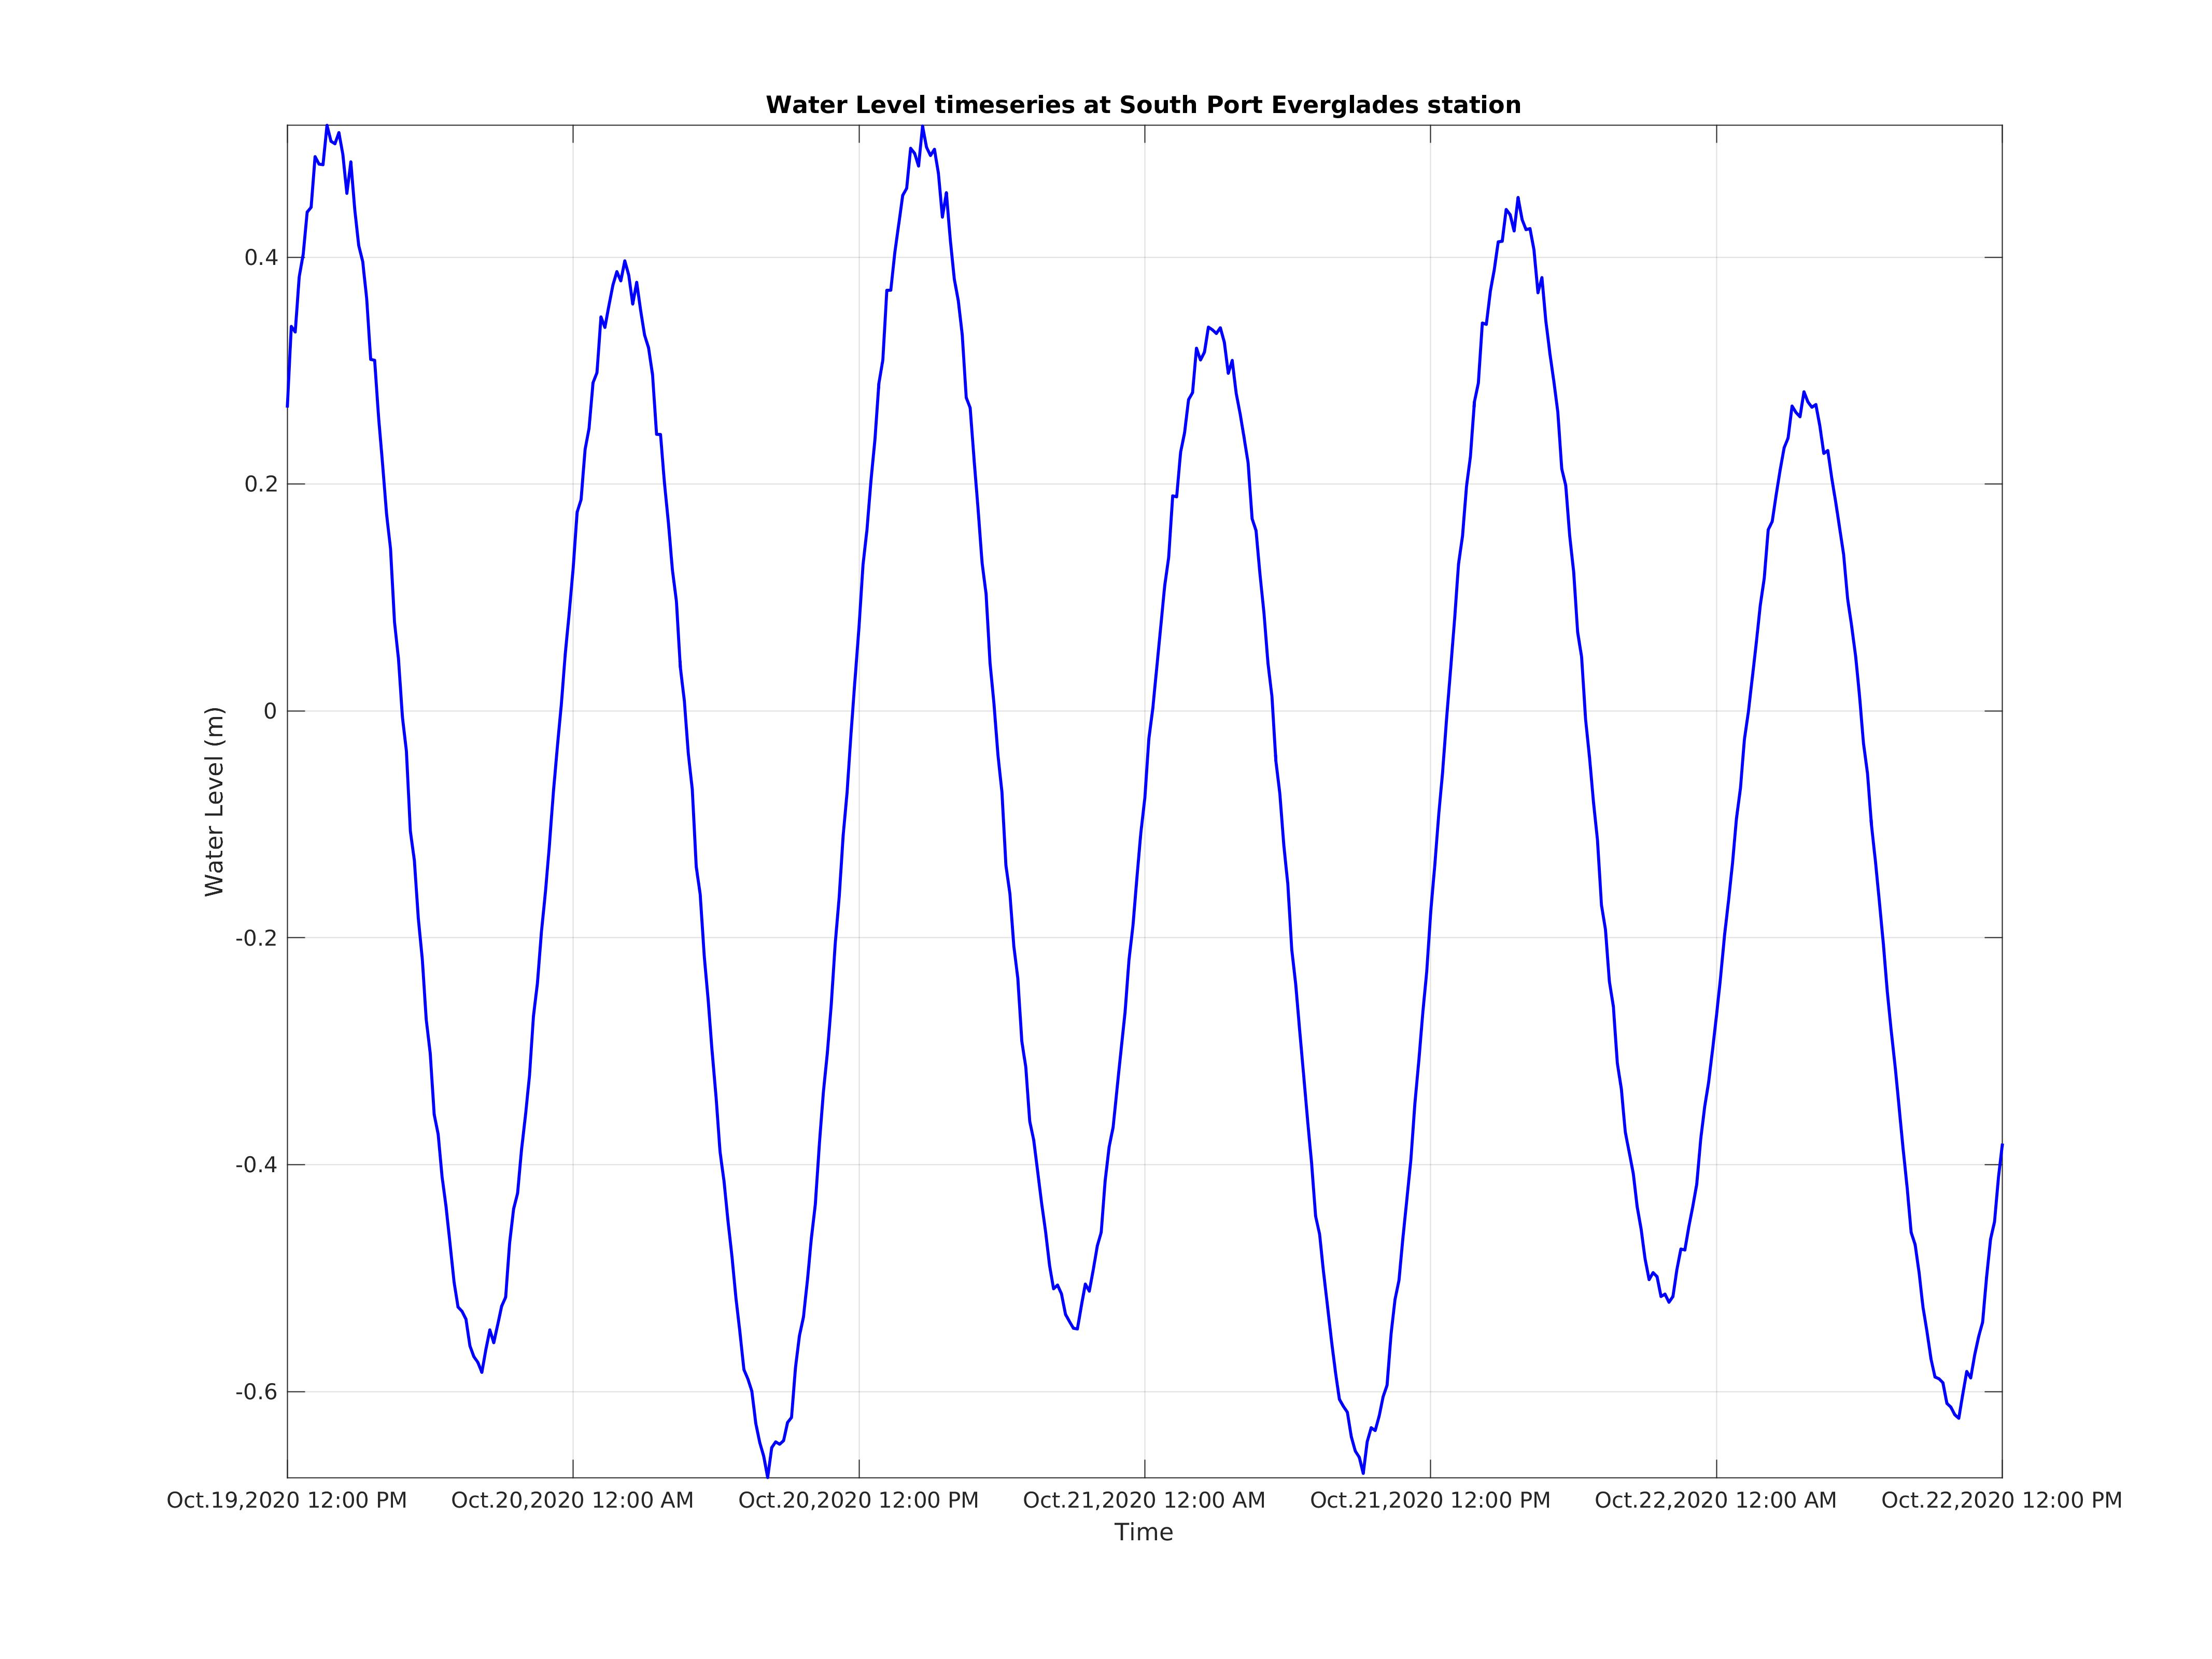 Water Level timeseries at South Port Everglades station
0.4
0.2
0
-0.2
-0.4
-0.6
Water Level (m)
Oct.19,2020 12:00 PM
Oct.20,2020 12:00 AM
Oct.20,2020 12:00 PM
Oct.21,2020 12:00 AM
Oct.21,2020 12:00 PM
Oct.22,2020 12:00 AM
Oct.22,2020 12:00 PM
Time